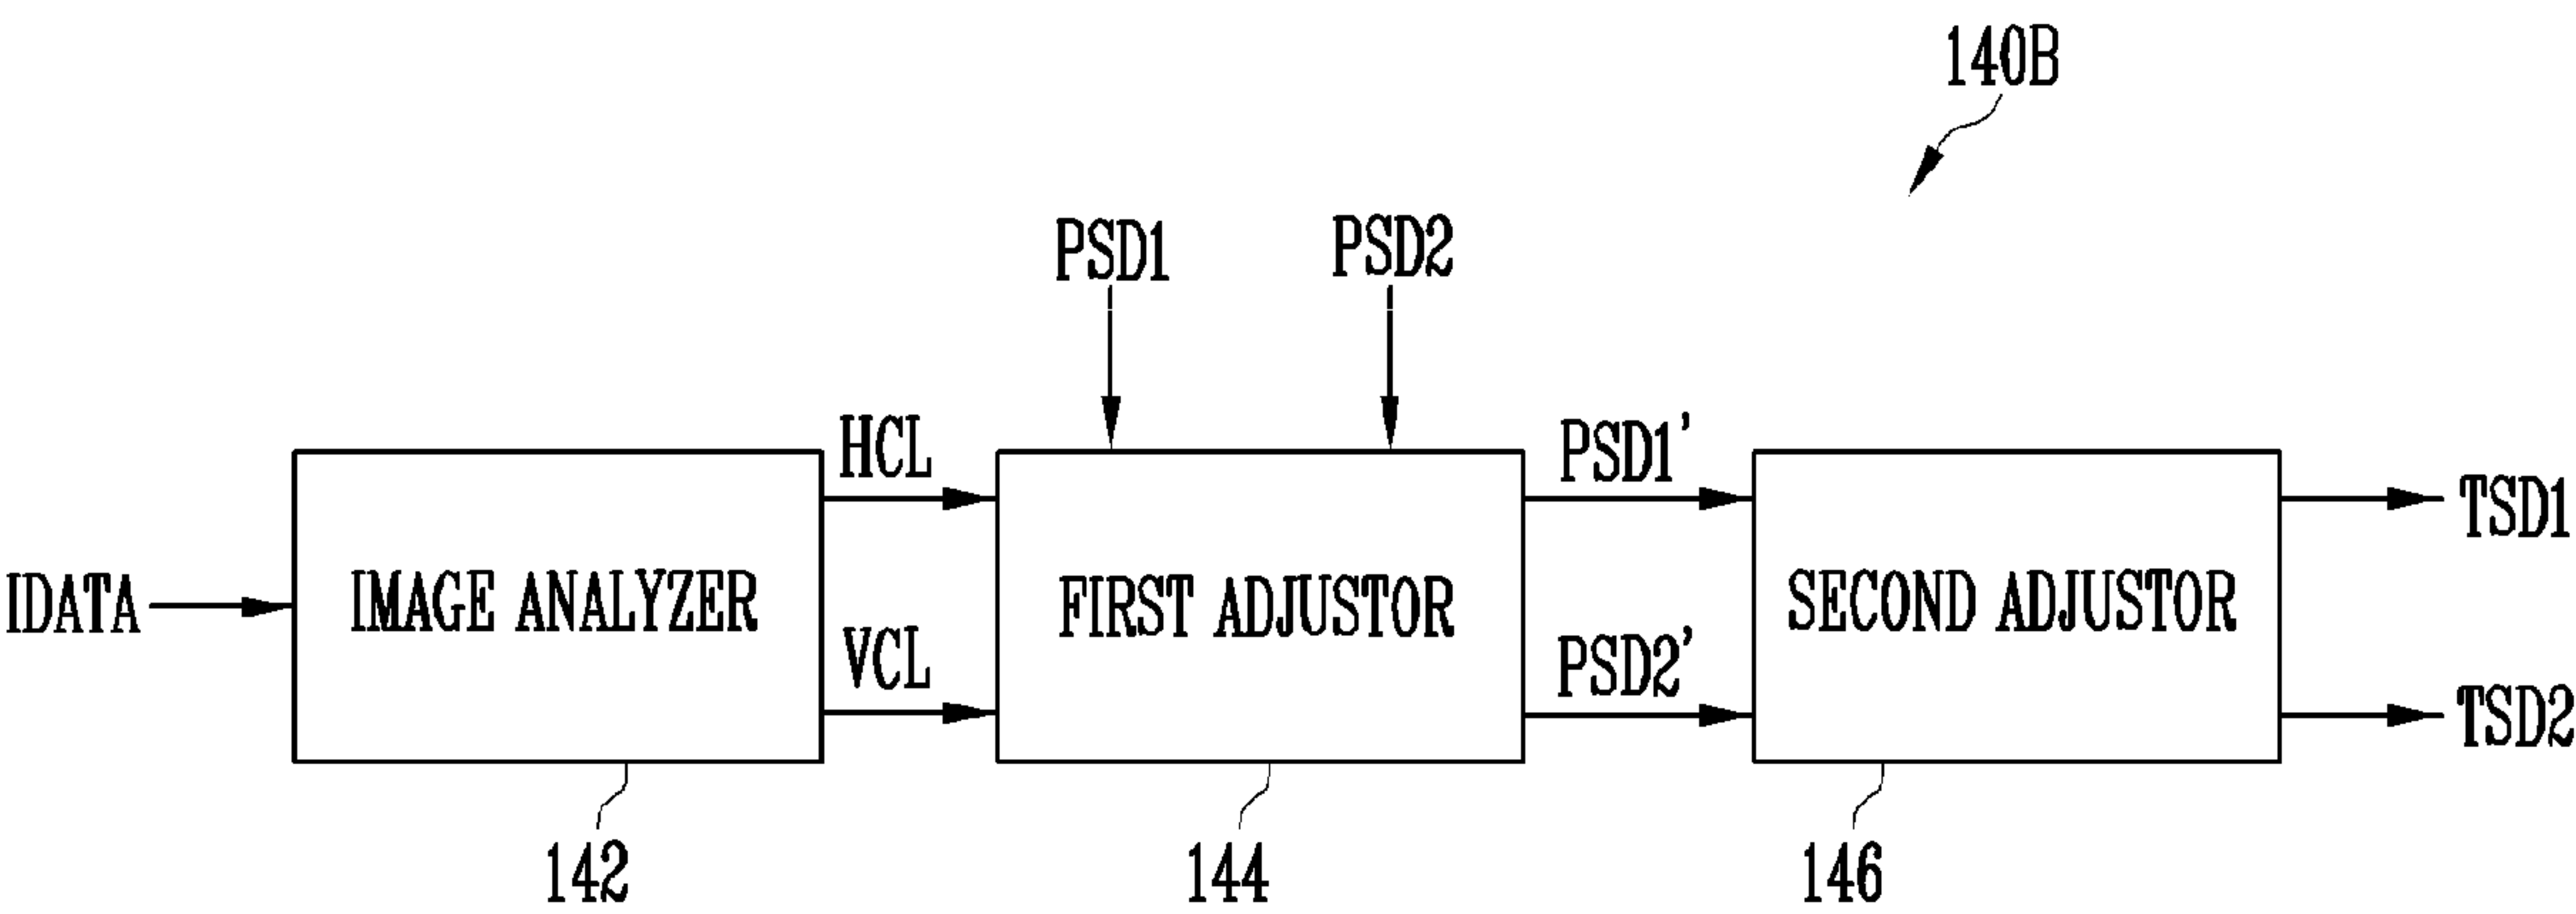 140B
PSD1
PSD2
HCL
PSD1'
TSD1
IDATA
IMAGE ANALYZER
FIRST ADJUSTOR
SECOND ADJUSTOR
VCL
PSD2'
TSD2
142
144
146